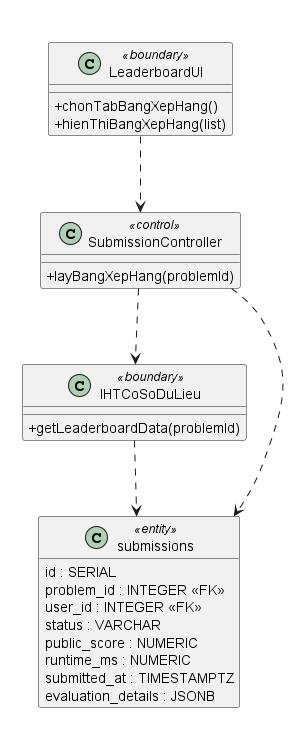 C
«boundary»
LeaderboardUI
+chonTabBangXepHang()
+hienThiBangXepHang(list)
C
«control»
SubmissionController
+layBangXepHang(problemId)
C
«boundary»
IHTCoSoDuLieu
+getLeaderboardData(problemId)
C
«entity»
submissions
id : SERIAL
problem_id : INTEGER «FK»
user_id : INTEGER «FK»
status : VARCHAR
public_score : NUMERIC
runtime_ms : NUMERIC
submitted_at : TIMESTAMPTZ
evaluation_details : JSONB